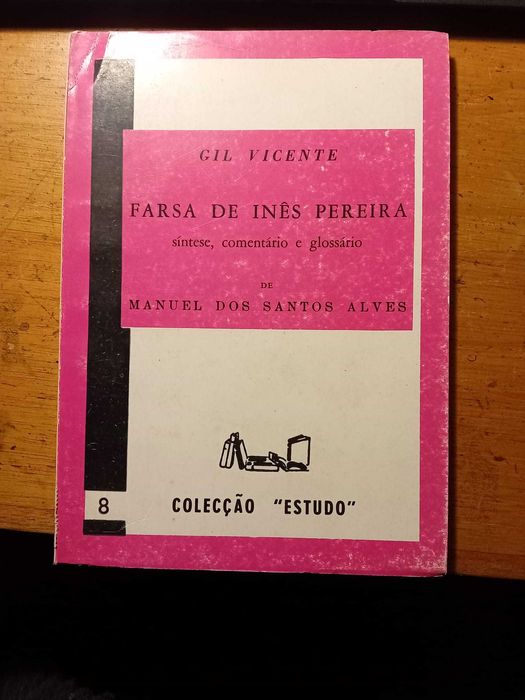 GIL VICENTE
FARSA DE INÊS PEREIRA
síntese, comentário e glossário
DE
MANUEL DOS SANTOS ALVES
8
COLECÇÃO "ESTUDO"